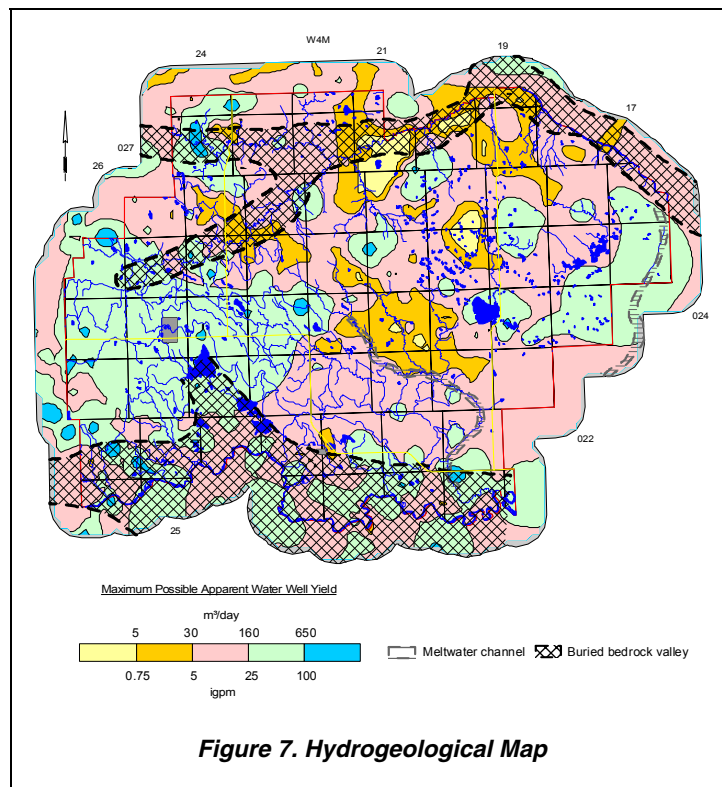 24
W4M
21
19
17
027
26
024
022
25
Maximum Possible Apparent Water Well Yield
m³/day
5 30 160 650
0.75 5 25 100
igpm
Meltwater channel
Buried bedrock valley
Figure 7. Hydrogeological Map